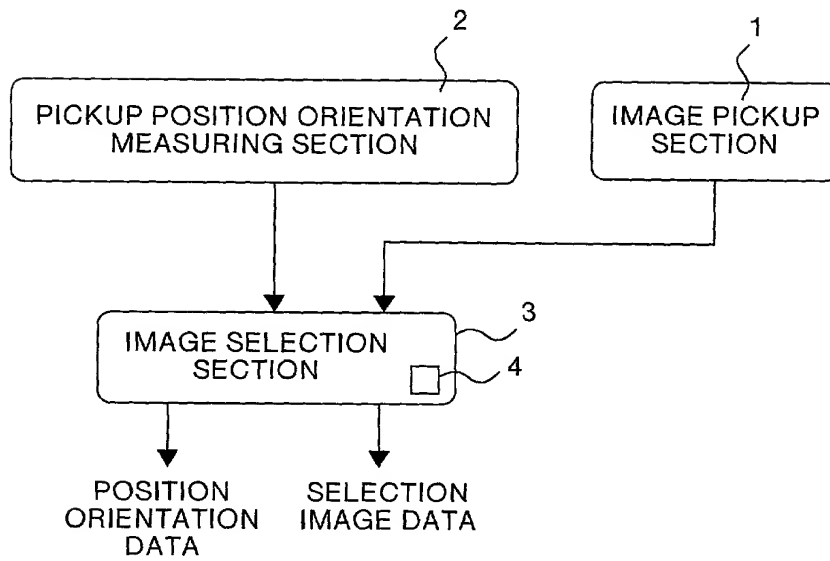 2
1
PICKUP POSITION ORIENTATION
MEASURING SECTION
IMAGE PICKUP
SECTION
3
IMAGE SELECTION
SECTION
4
POSITION
ORIENTATION
DATA
SELECTION
IMAGE DATA